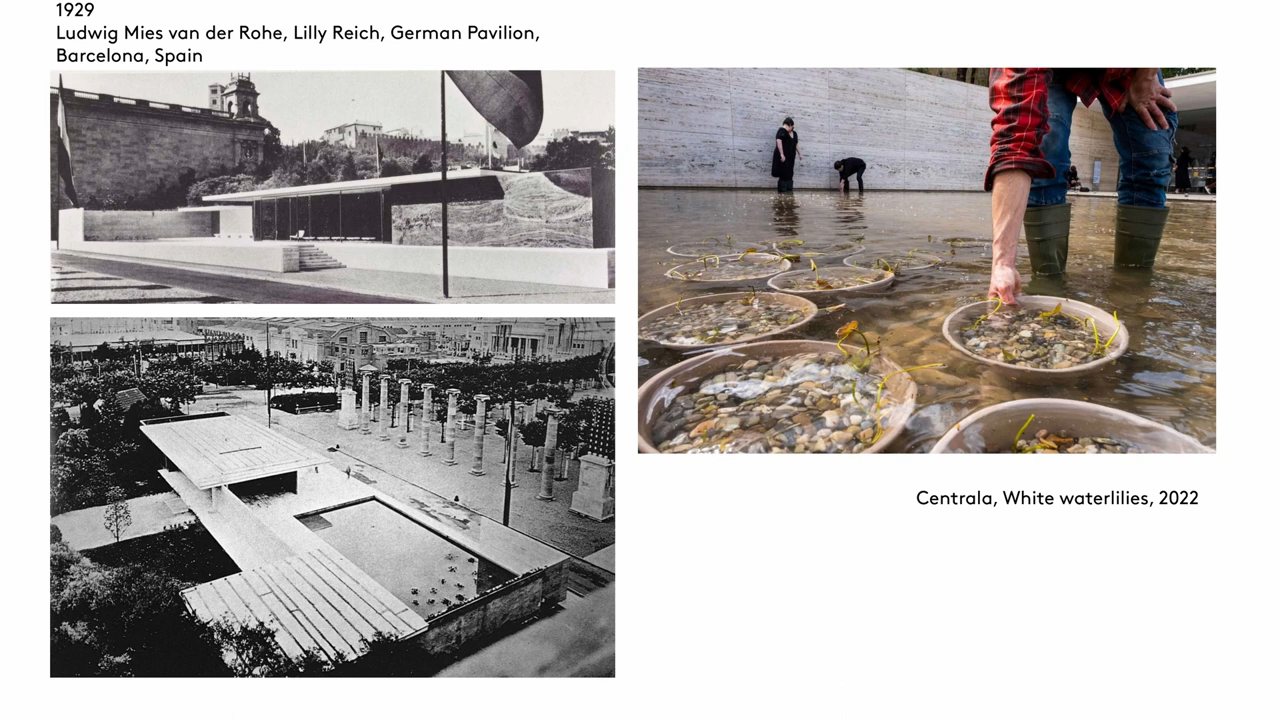 1929
Ludwig Mies van der Rohe, Lilly Reich, German Pavilion,
Barcelona, Spain
Centrala, White waterlilies, 2022